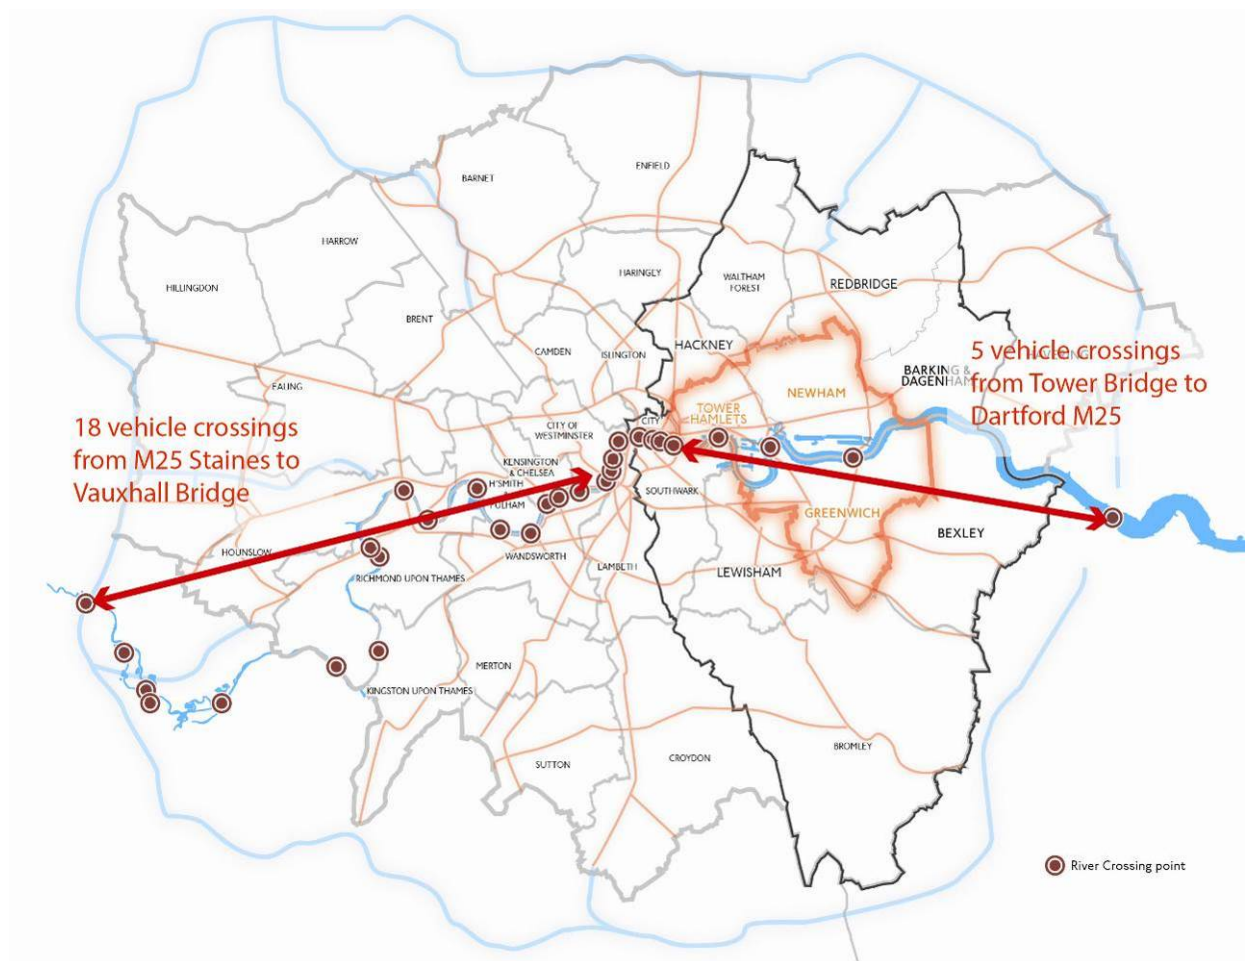 ENFIELD
BARNET
HARROW
HARINGEY
WALTHAM
FOREST
REDBRIDGE
HILLINGDON
BRENT
HACKNEY
CAMDEN
ISLINGTON
5 vehicle crossings
from Tower Bridge to
Dartford M25
BARKING &
DAGENHAM
EALING
NEWHAM
TOWER
HAMLETS
CITY
18 vehicle crossings
from M25 Staines to
Vauxhall Bridge
CITY OF
WESTMINSTER
KENSINGTON
& CHELSEA
H'SMITH
FULHAM
SOUTHWARK
GREENWICH
BEXLEY
HOUNSLOW
WANDSWORTH
LAMBETH
LEWISHAM
RICHMOND UPON THAMES
MERTON
KINGSTON UPON THAMES
BROMLEY
CROYDON
SUTTON
River Crossing point